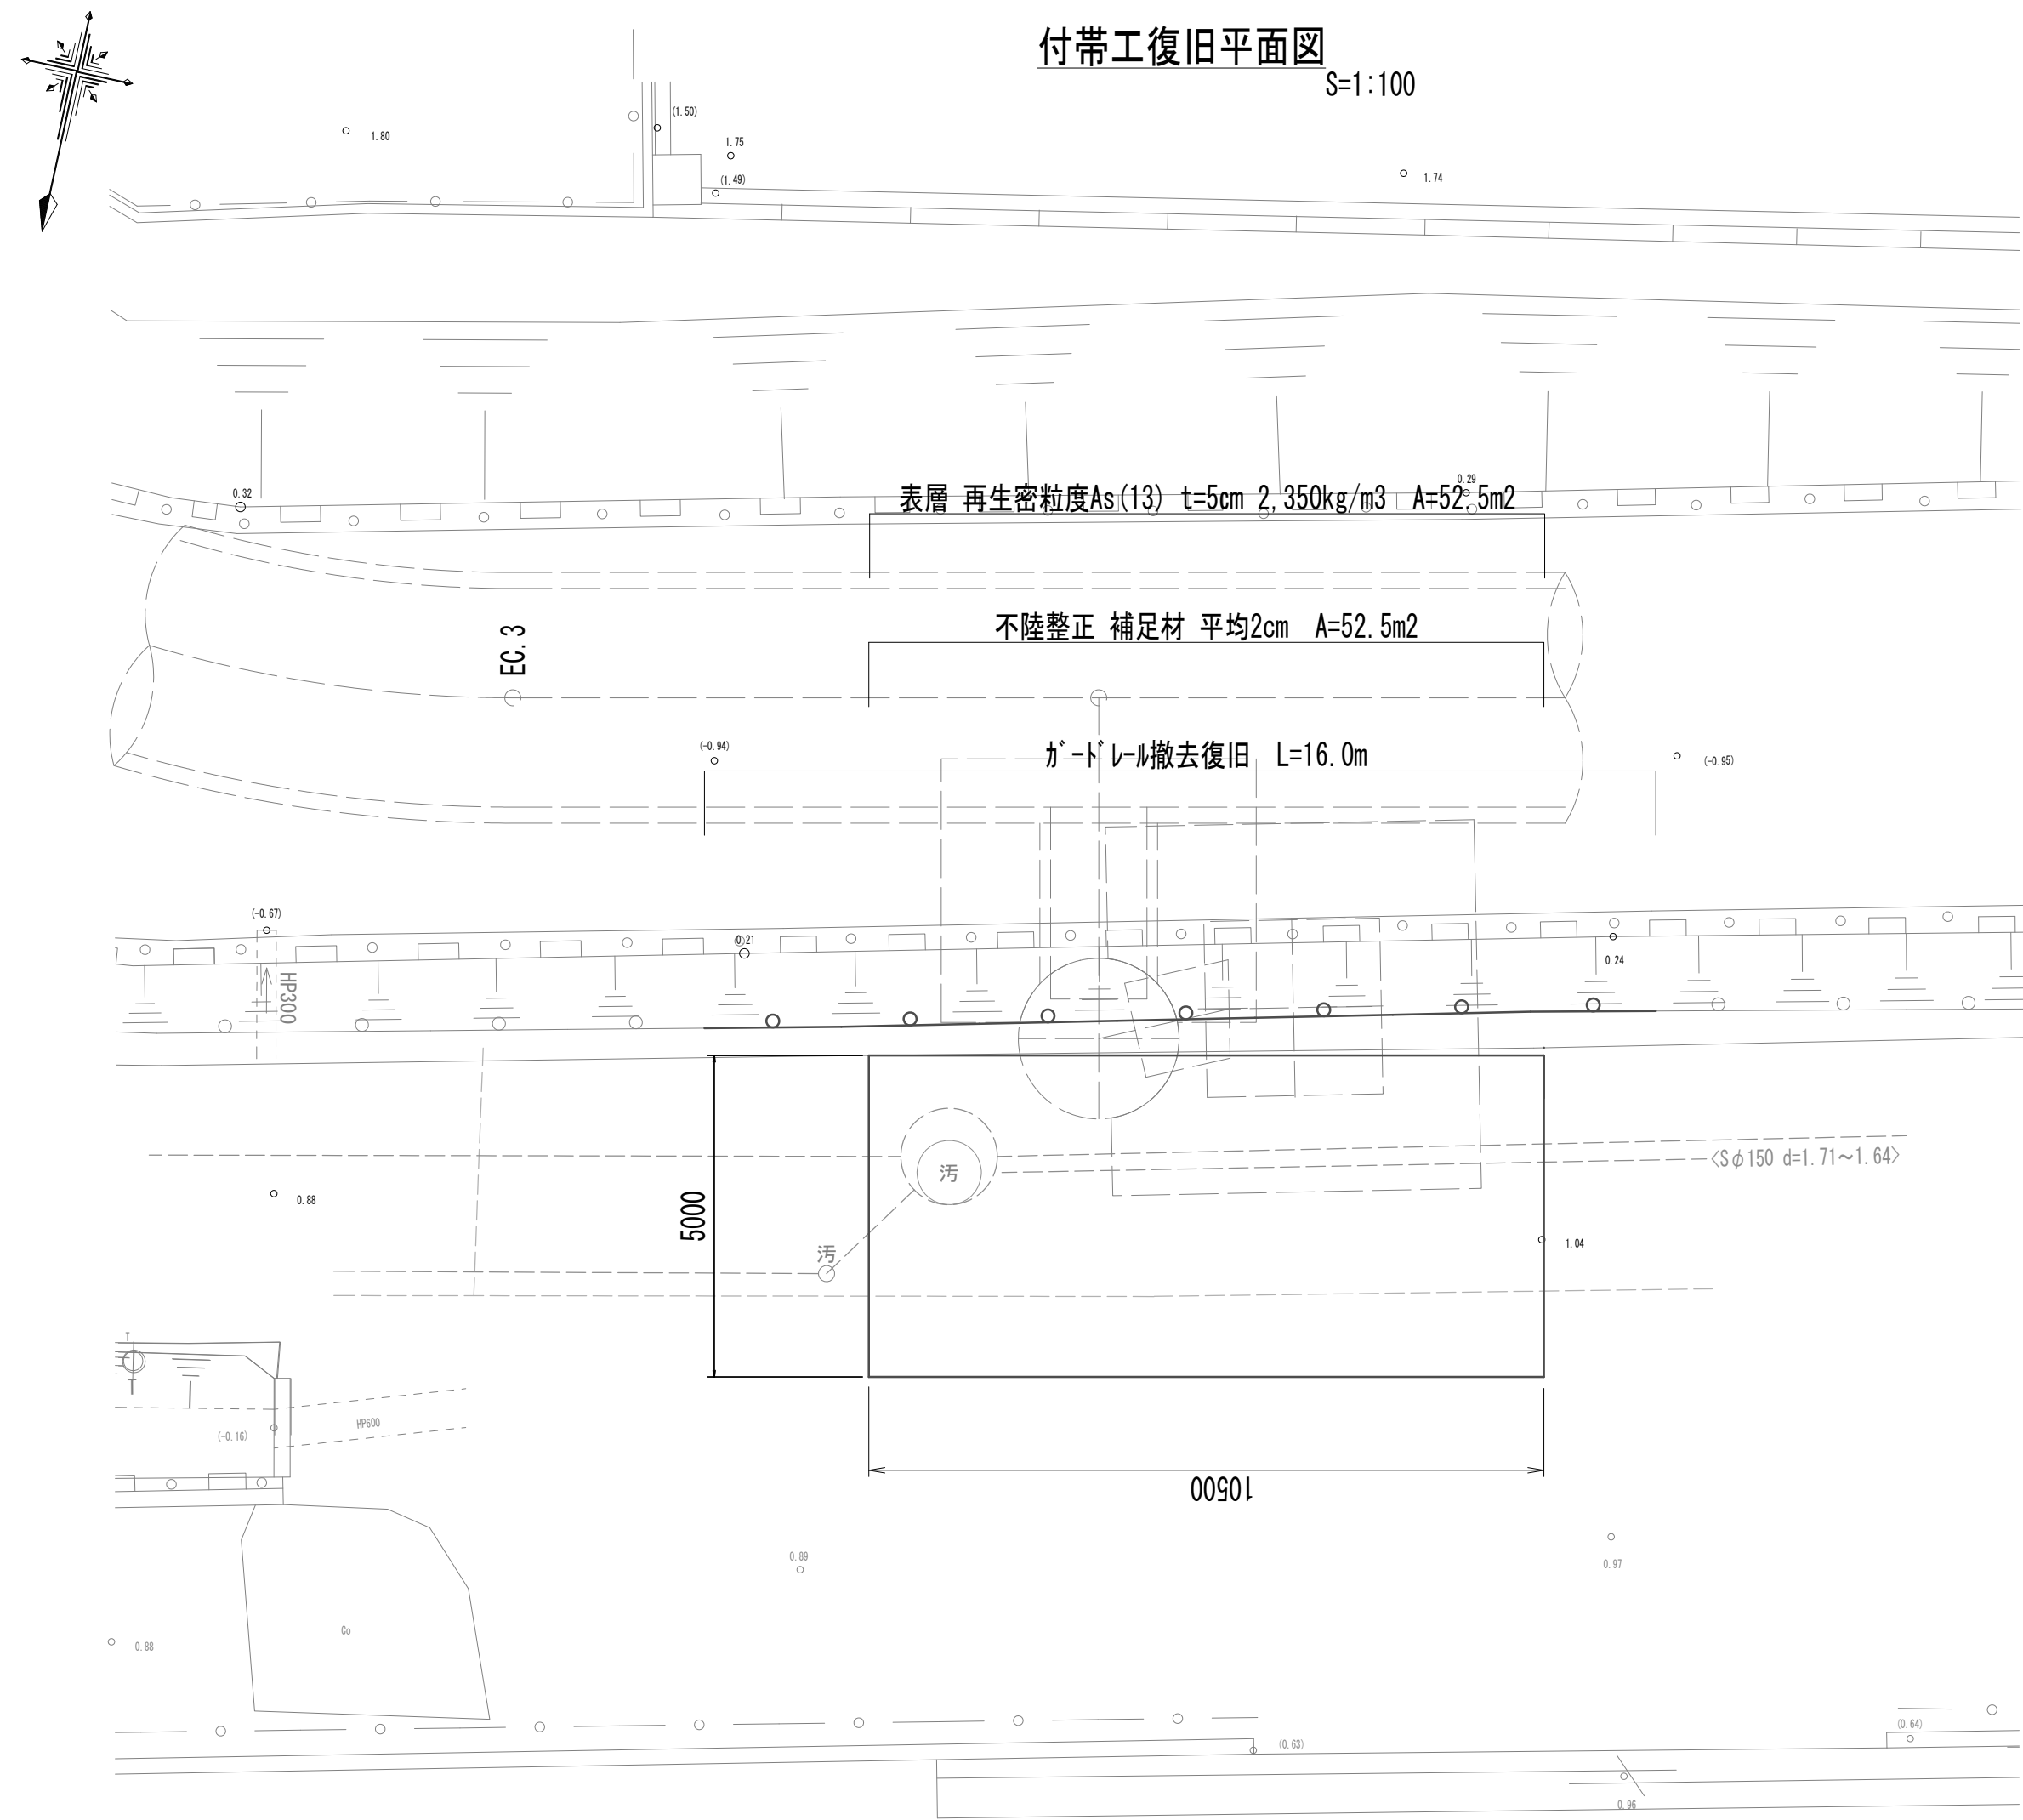 付帯工復旧平面図
S=1:100
(1.50)
1.80
1.75
1.74
(1.49)
0.32
0.29
表層 再生密粒度As(13) t=5cm 2,350kg/m3 A=52.5m2
不陸整正 補足材 平均2cm A=52.5m2
EC.3
(-0.94)
ｶﾞｰﾄﾞﾚｰﾙ撤去復旧 L=16.0m
(-0.95)
(-0.67)
0.21
0.24
HP300
汚
<Sφ150 d=1.71～1.64>
0.88
5000
汚
1.04
T
T
HP600
(-0.16)
10500
0.89
0.97
Co
0.88
(0.64)
(0.63)
0.96